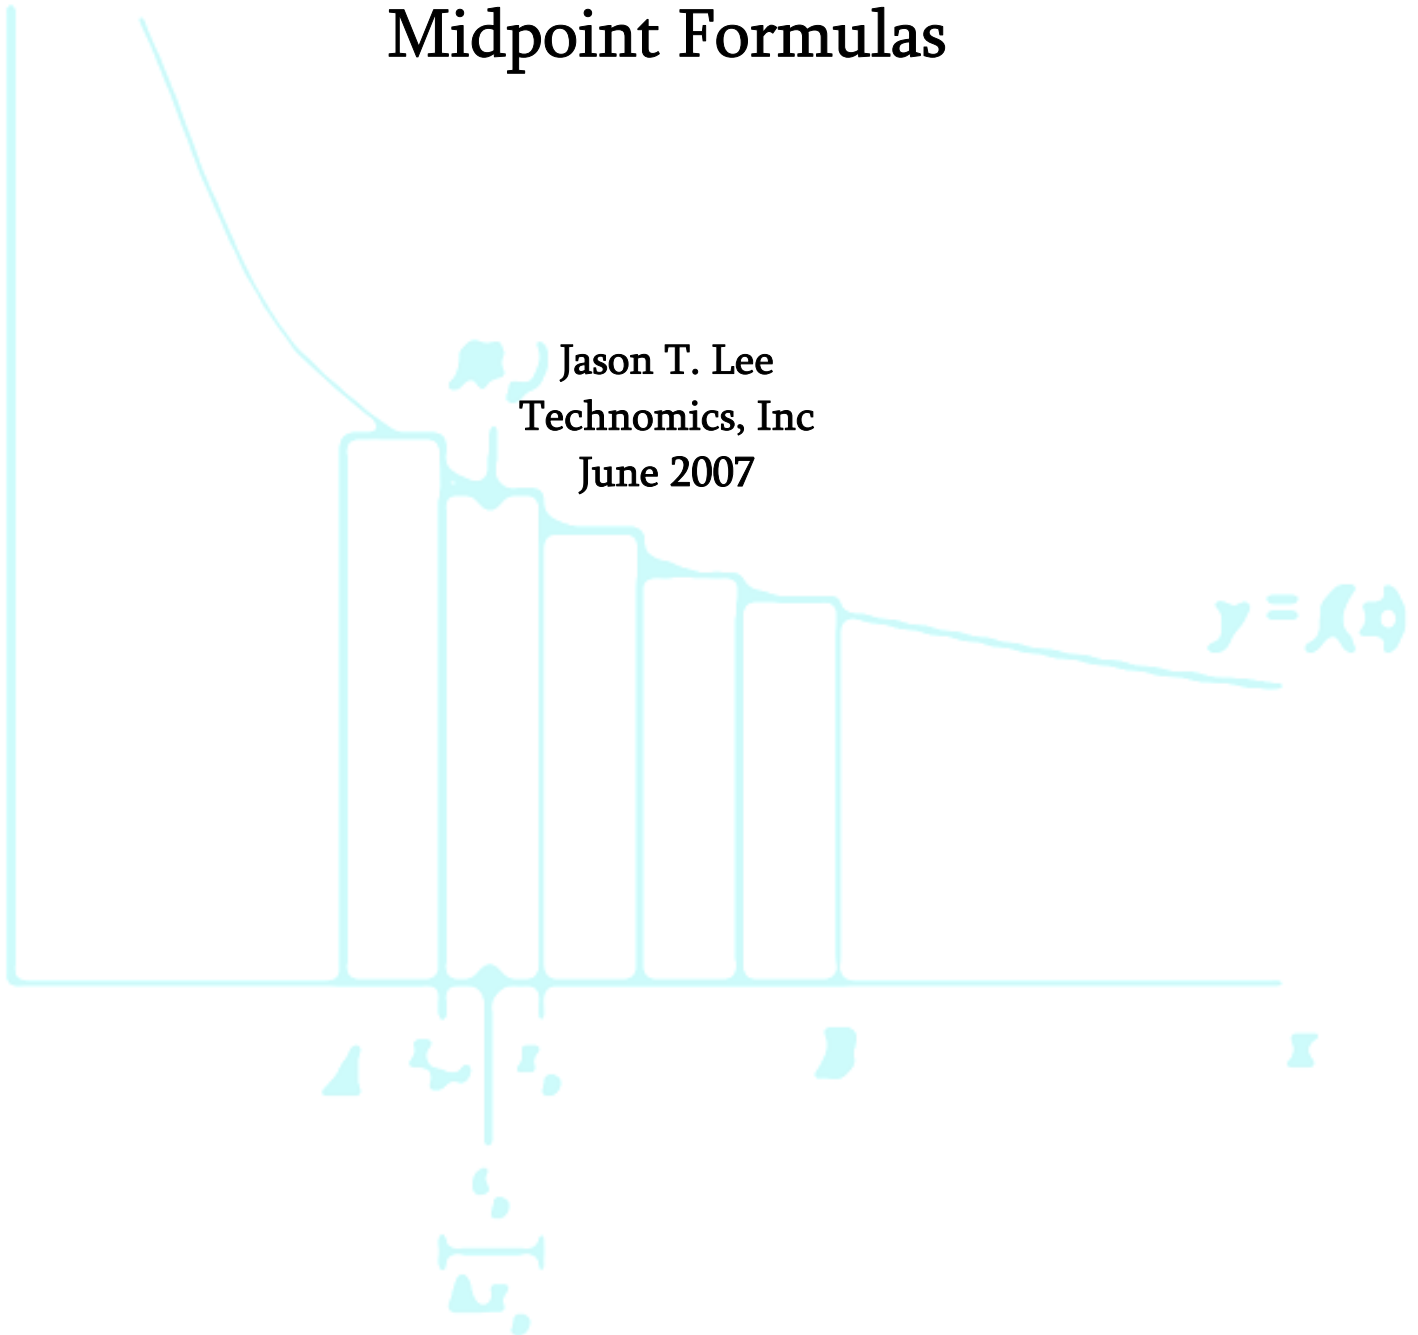 Midpoint Formulas
Jason T. Lee
Technomics, Inc
June 2007
y =
A
x